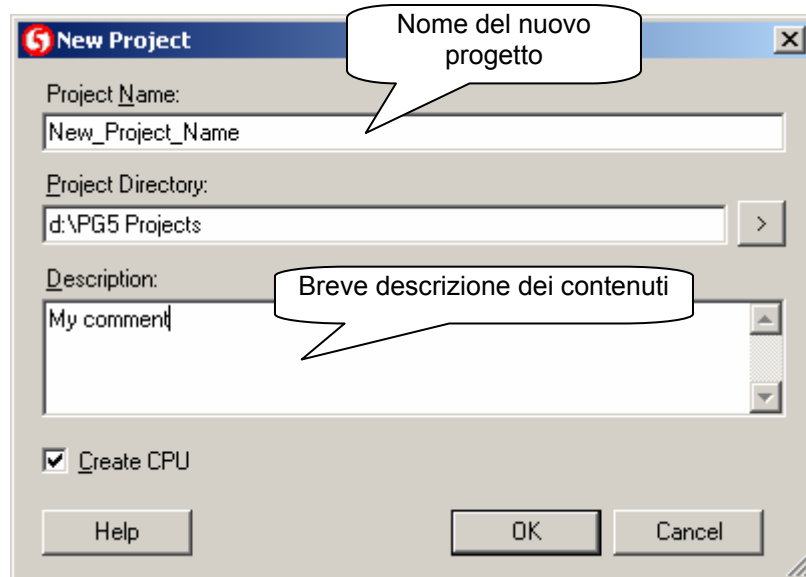 New Project
Nome del nuovo
progetto
Project Name:
New_Project_Name
Project Directory:
d:\PG5 Projects
>
Description:
Breve descrizione dei contenuti
My comment
Create CPU
Help
OK
Cancel